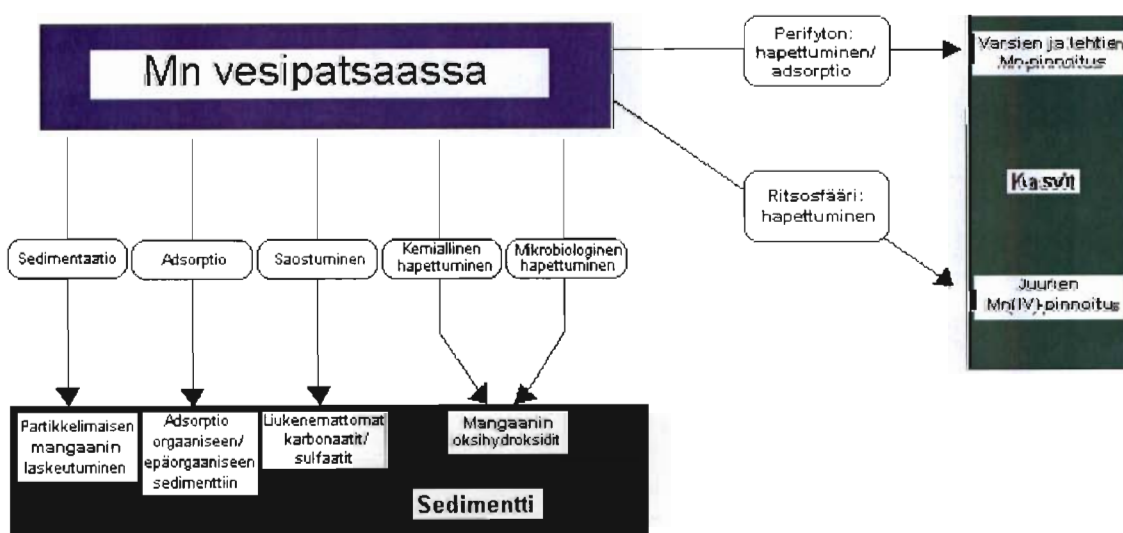 Mn vesipatsaassa
Perifyton:
hapettuminen/
adsorptio
Varsien ja lehtien
Mn-pinnoitus
Kasvit
Ritsosfääri:
hapettuminen
Juurien
Mn(IV)-pinnoitus
Sedimentaatio
Adsorptio
Saostuminen
Kemiallinen
hapettuminen
Mikrobiologinen
hapettuminen
Partikkelimaisen
mangaanin
laskeutuminen
Adsorptio
orgaaniseen/
epäorgaaniseen
sedimenttiin
Liukenemattomat
karbonaatit/
sulfaatit
Mangaanin
oksihydroksidit
Sedimentti